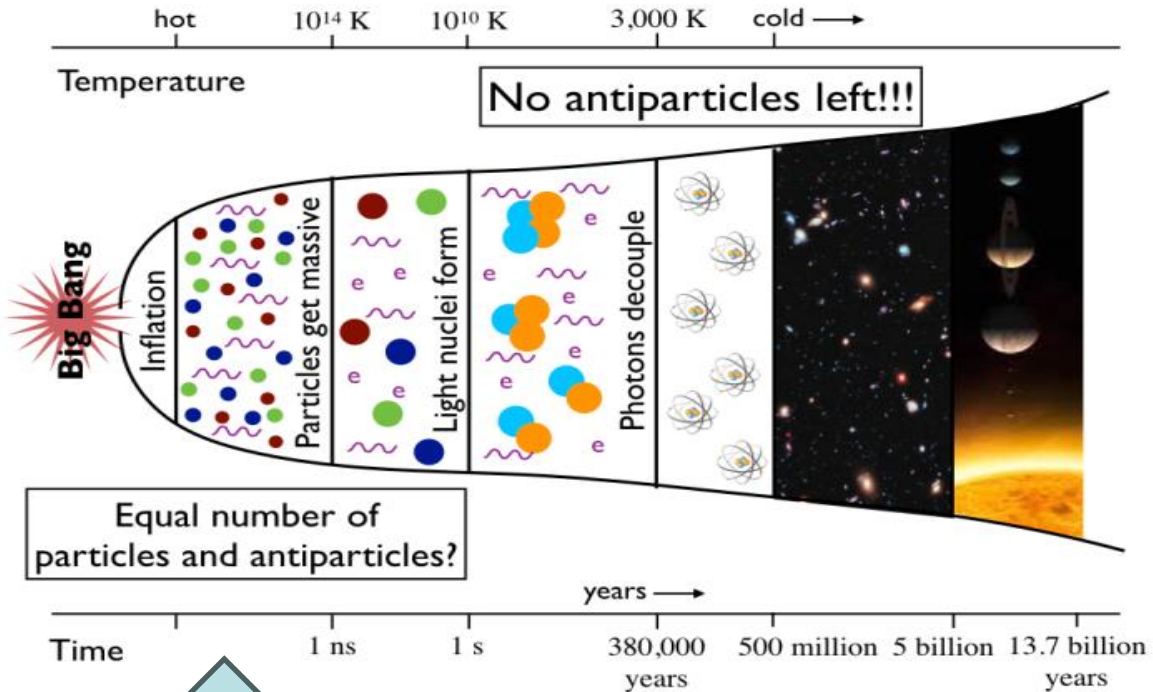 hot 10¹⁴ K 10¹⁰ K 3,000 K cold →
Temperature
No antiparticles left!!!
Big Bang
Inflation
Particles get massive
Light nuclei form
Photons decouple
e
e
e
e
e
e
e
e
e
e
Equal number of
particles and antiparticles?
years →
Time 1 ns 1 s 380,000 500 million 5 billion 13.7 billion
years years